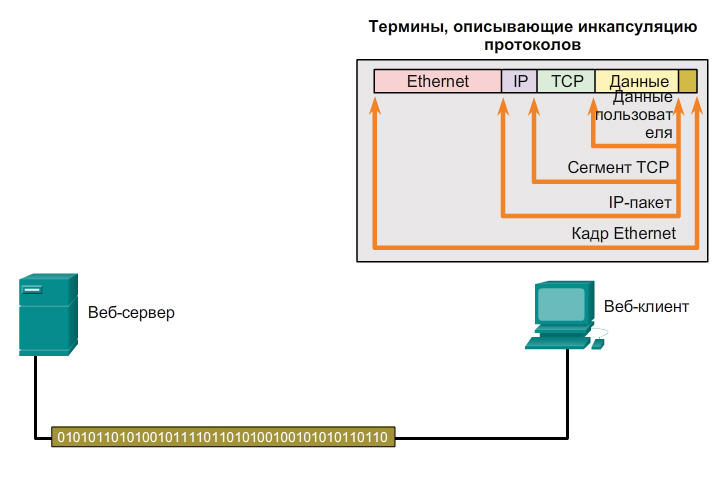 Термины, описывающие инкапсуляцию
протоколов
Ethernet IP TCP Данные
Данные
пользоват
еля
Сегмент TCP
IP-пакет
Кадр Ethernet
Веб-сервер
Веб-клиент
0101011010100101111011010100100101010110110